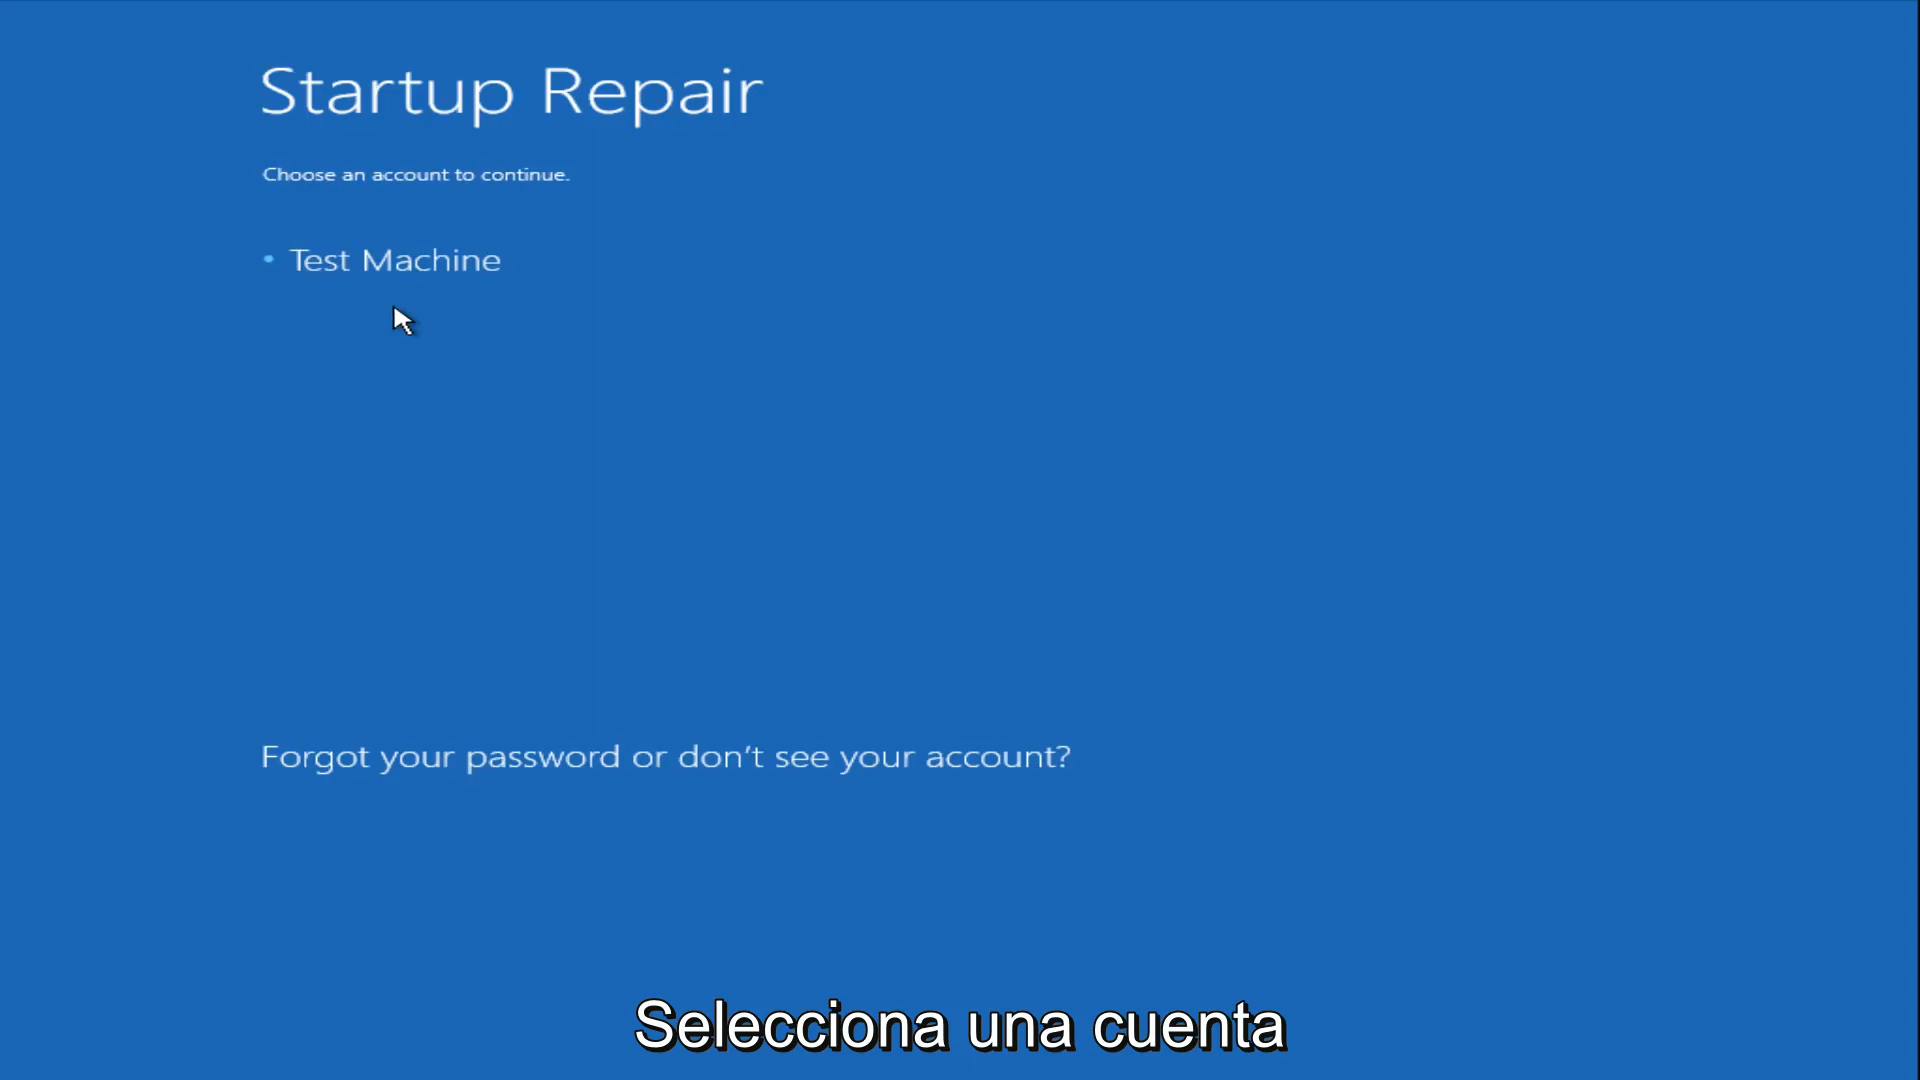 Startup Repair
Choose an account to continue.
• Test Machine
Forgot your password or don’t see your account?
Selecciona una cuenta